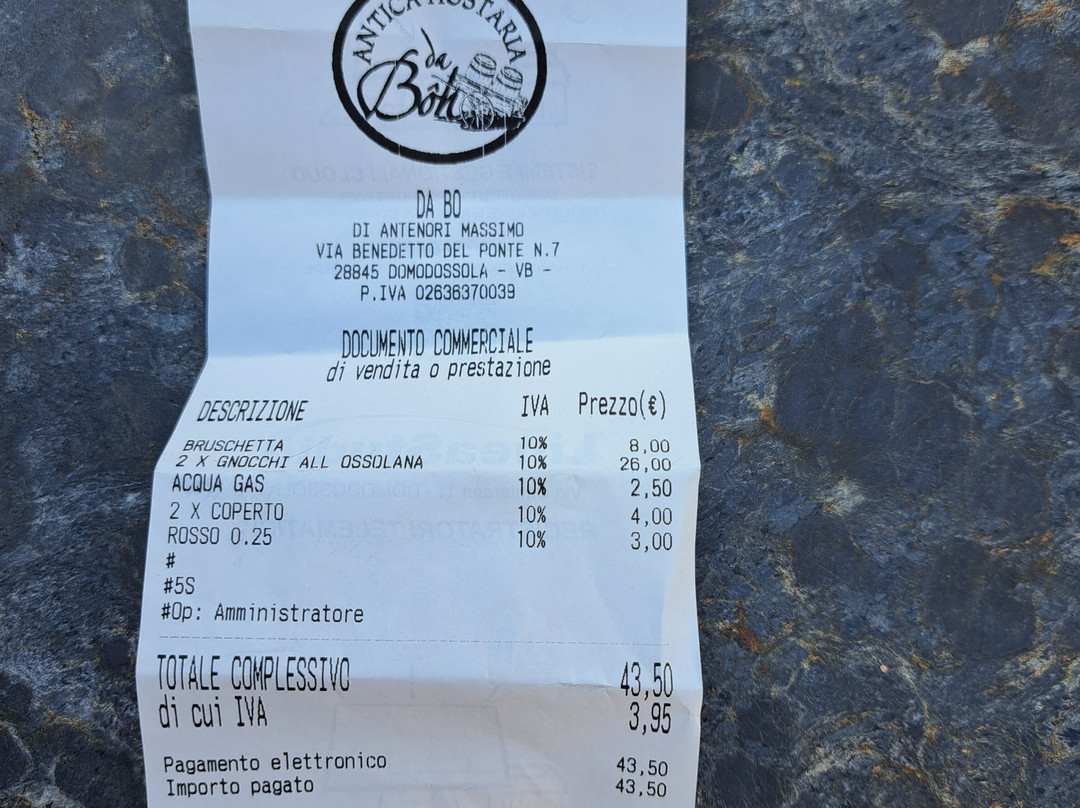 ANTICA HOSTARIA
da
Bôh
DA BO
DI ANTENORI MASSIMO
VIA BENEDETTO DEL PONTE N.7
28845 DOMODOSSOLA - VB -
P.IVA 02636370039
DOCUMENTO COMMERCIALE
di vendita o prestazione
DESCRIZIONE IVA Prezzo(€)
BRUSCHETTA 10% 8,00
2 X GNOCCHI ALL OSSOLANA 10% 26,00
ACQUA GAS 10% 2,50
2 X COPERTO 10% 4,00
ROSSO 0.25 10% 3,00
#
#5S
#Op: Amministratore
TOTALE COMPLESSIVO 43,50
di cui IVA 3,95
Pagamento elettronico 43,50
Importo pagato 43,50